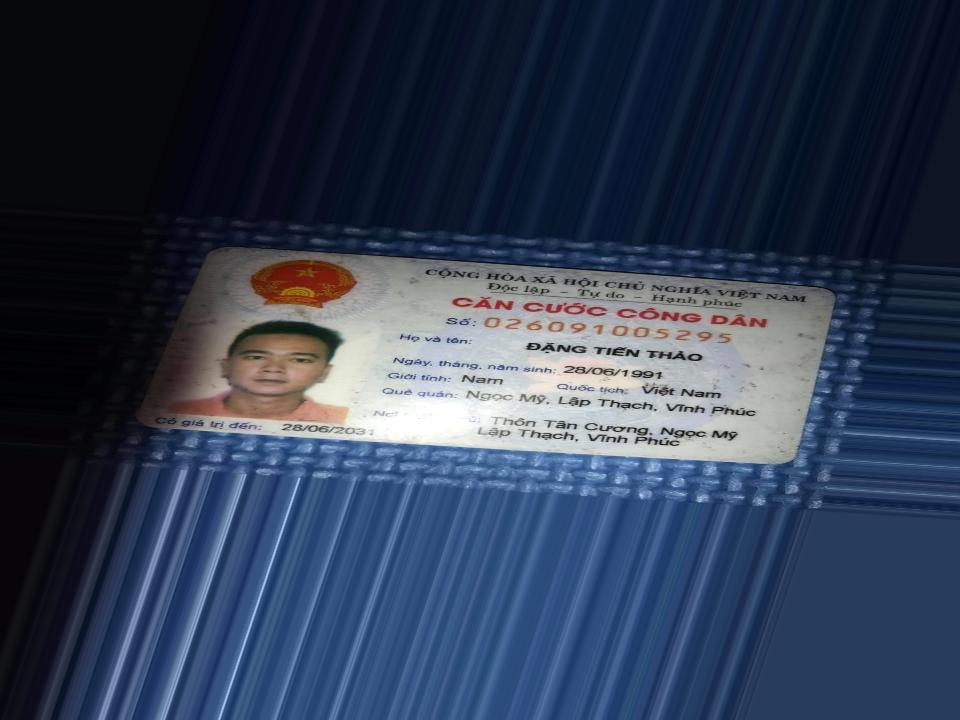 CỘNG HÒA XÃ HỘI CHỦ NGHĨA VIỆT NAM
Độc lập - Tự do - Hạnh phúc
CĂN CƯỚC CÔNG DÂN
Số: 026091005295
Họ và tên: ĐẶNG TIẾN THẢO
Ngày, tháng, năm sinh: 28/06/1991
Giới tính: Nam Quốc tịch: Việt Nam
Quê quán: Ngọc Mỹ, Lập Thạch, Vĩnh Phúc
Nơi Thôn Tân Cương, Ngọc Mỹ
Lập Thạch, Vĩnh Phúc
Có giá trị đến: 28/06/2031